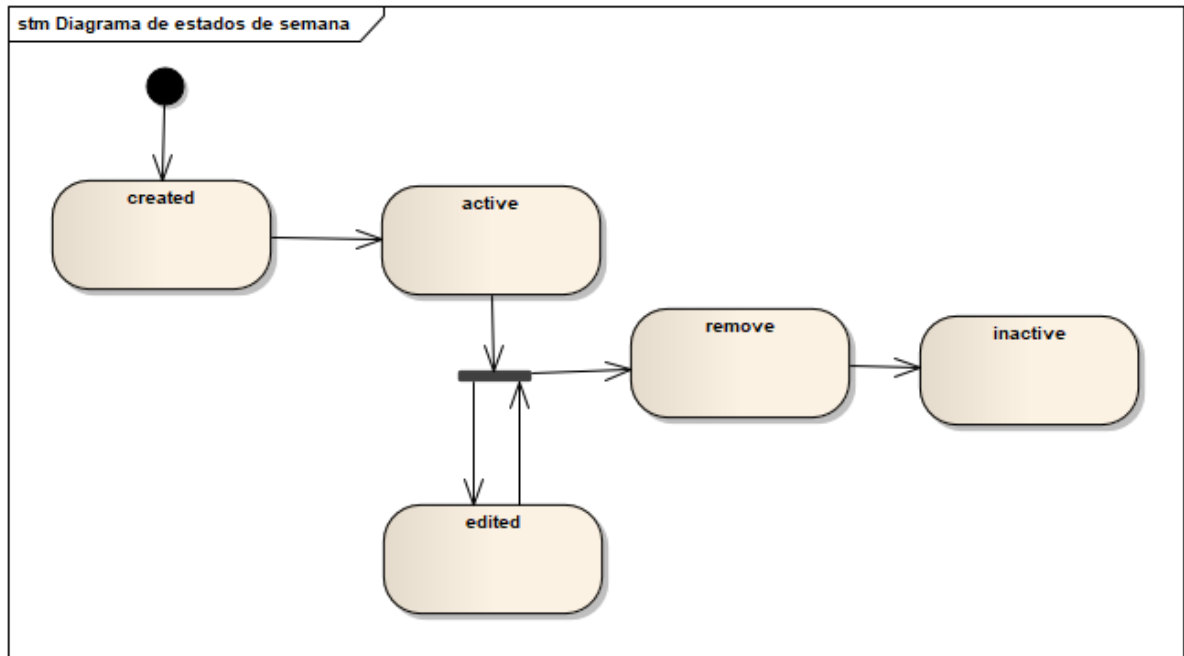 stm Diagrama de estados de semana
created
active
remove
inactive
edited